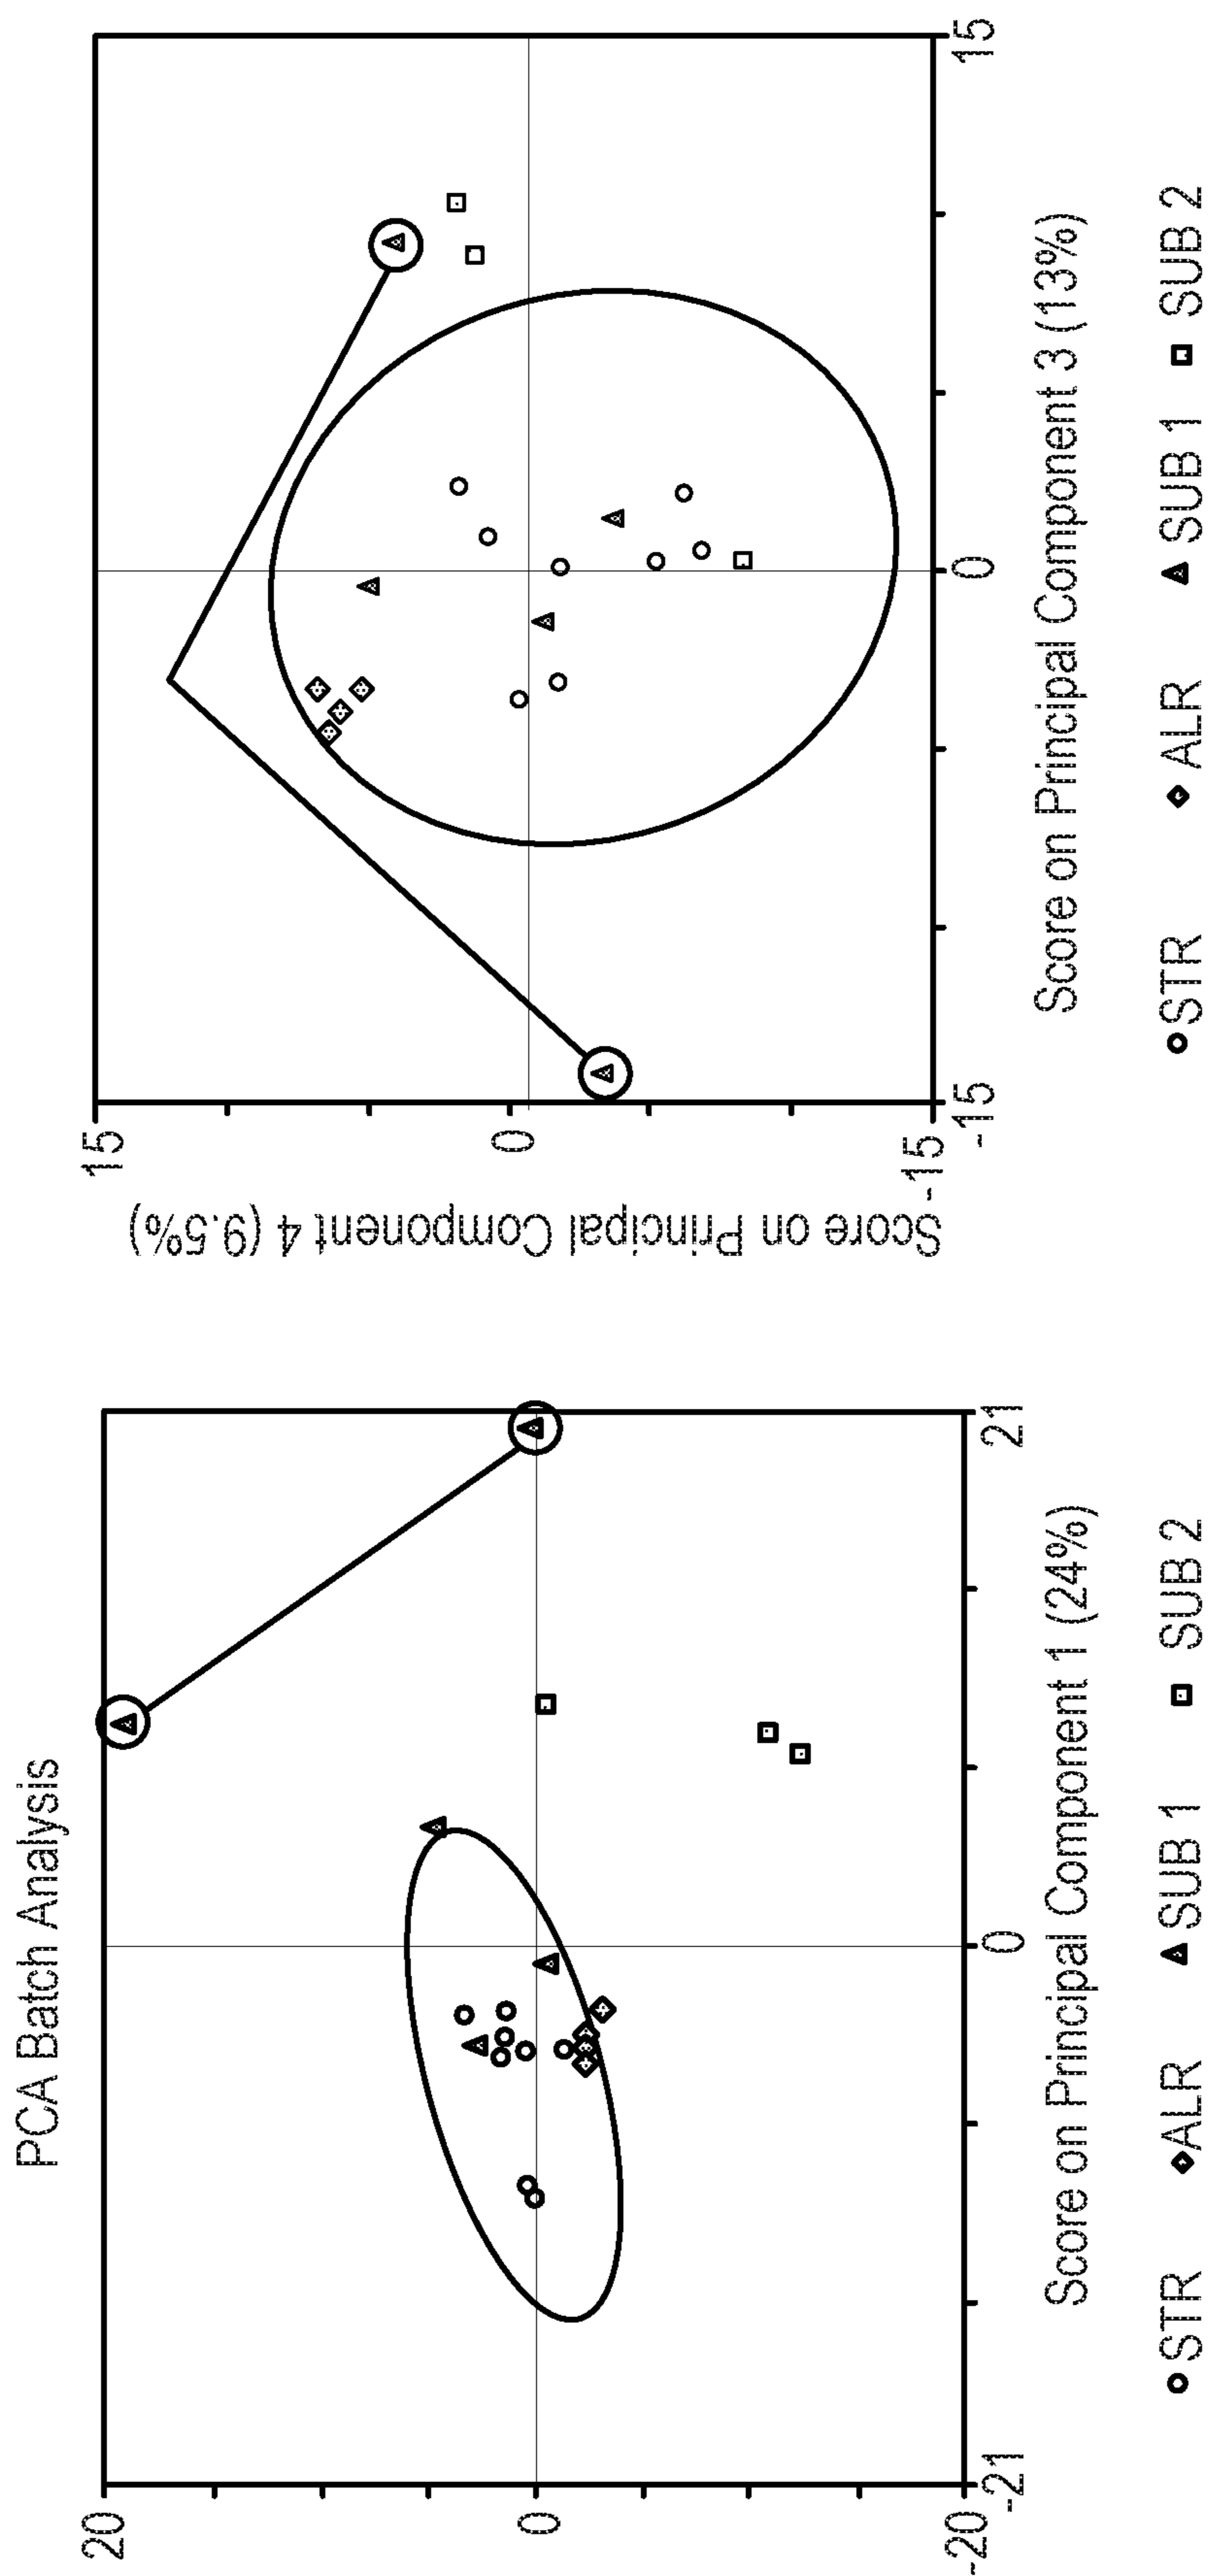 PCA Batch Analysis
20
0
-20
-21
0
21
Score on Principal Component 1 (24%)
STR
ALR
SUB 1
SUB 2
Score on Principal Component 4 (9.5%)
15
0
-15
-15
0
15
Score on Principal Component 3 (13%)
STR
ALR
SUB 1
SUB 2